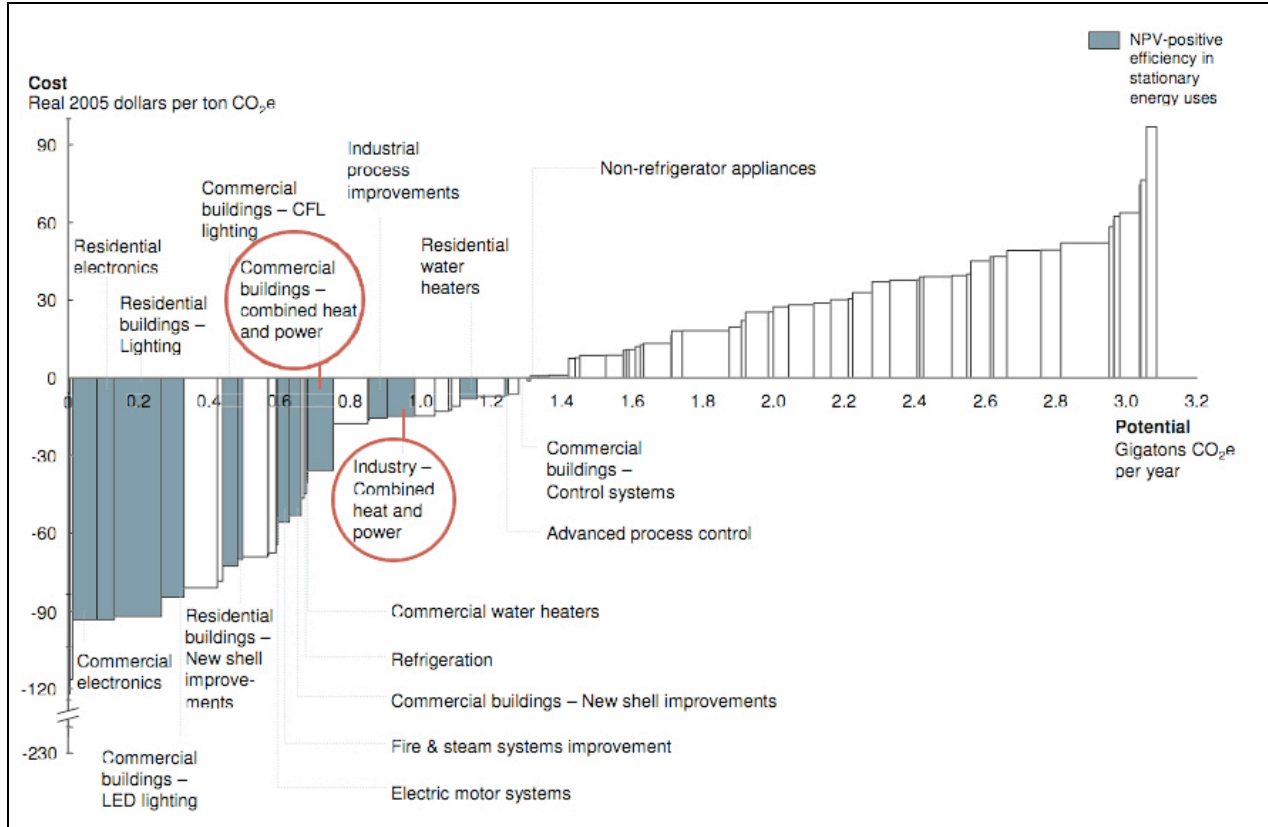 NPV-positive
efficiency in
stationary
energy uses
Cost
Real 2005 dollars per ton CO₂e
90
60
30
0
-30
-60
-90
-120
-230
Industrial
process
improvements
Non-refrigerator appliances
Commercial
buildings – CFL
lighting
Residential
electronics
Commercial
buildings –
combined heat
and power
Residential
water
heaters
Residential
buildings –
Lighting
0 0.2 0.4 0.6 0.8 1.0 1.2 1.4 1.6 1.8 2.0 2.2 2.4 2.6 2.8 3.0 3.2
Potential
Gigatons CO₂e
per year
Industry –
Combined
heat and
power
Commercial
buildings –
Control systems
Advanced process control
Residential
buildings –
New shell
improve-
ments
Commercial water heaters
Commercial
electronics
Refrigeration
Commercial buildings – New shell improvements
Fire & steam systems improvement
Commercial
buildings –
LED lighting
Electric motor systems